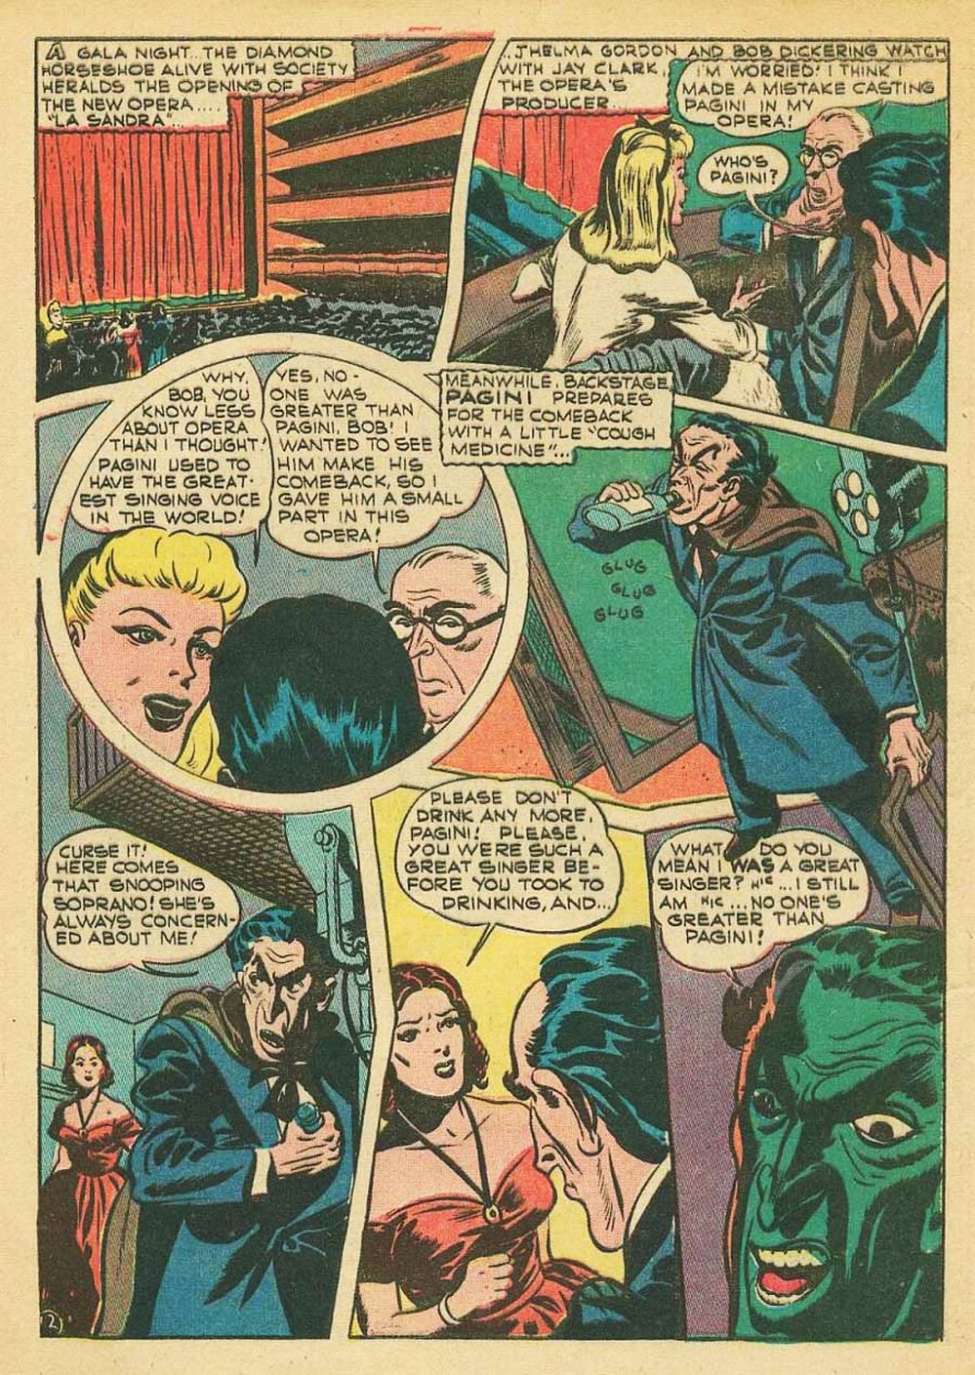 A GALA NIGHT.. THE DIAMOND
HORSESHOE ALIVE WITH SOCIETY
HERALDS THE OPENING OF
THE NEW OPERA....
"LA SANDRA"...
...THELMA GORDON AND BOB DICKERING WATCH
WITH JAY CLARK,
THE OPERA'S
PRODUCER...
I'M WORRIED! I THINK I
MADE A MISTAKE CASTING
PAGINI IN MY
OPERA!
WHO'S
PAGINI?
WHY,
BOB, YOU
KNOW LESS
ABOUT OPERA
THAN I THOUGHT!
PAGINI USED TO
HAVE THE GREAT-
EST SINGING VOICE
IN THE WORLD!
YES, NO-
ONE WAS
GREATER THAN
PAGINI, BOB! I
WANTED TO SEE
HIM MAKE HIS
COMEBACK, SO I
GAVE HIM A SMALL
PART IN THIS
OPERA!
MEANWHILE, BACKSTAGE,
PAGINI PREPARES
FOR THE COMEBACK
WITH A LITTLE "COUGH
MEDICINE"...
GLUG
GLUG
GLUG
CURSE IT!
HERE COMES
THAT SNOOPING
SOPRANO! SHE'S
ALWAYS CONCERN-
ED ABOUT ME!
PLEASE DON'T
DRINK ANY MORE,
PAGINI! PLEASE,
YOU WERE SUCH A
GREAT SINGER BE-
FORE YOU TOOK TO
DRINKING, AND...
WHAT DO YOU
MEAN I WAS A GREAT
SINGER? HIC ...I STILL
AM HIC ...NO ONE'S
GREATER THAN
PAGINI!
2)